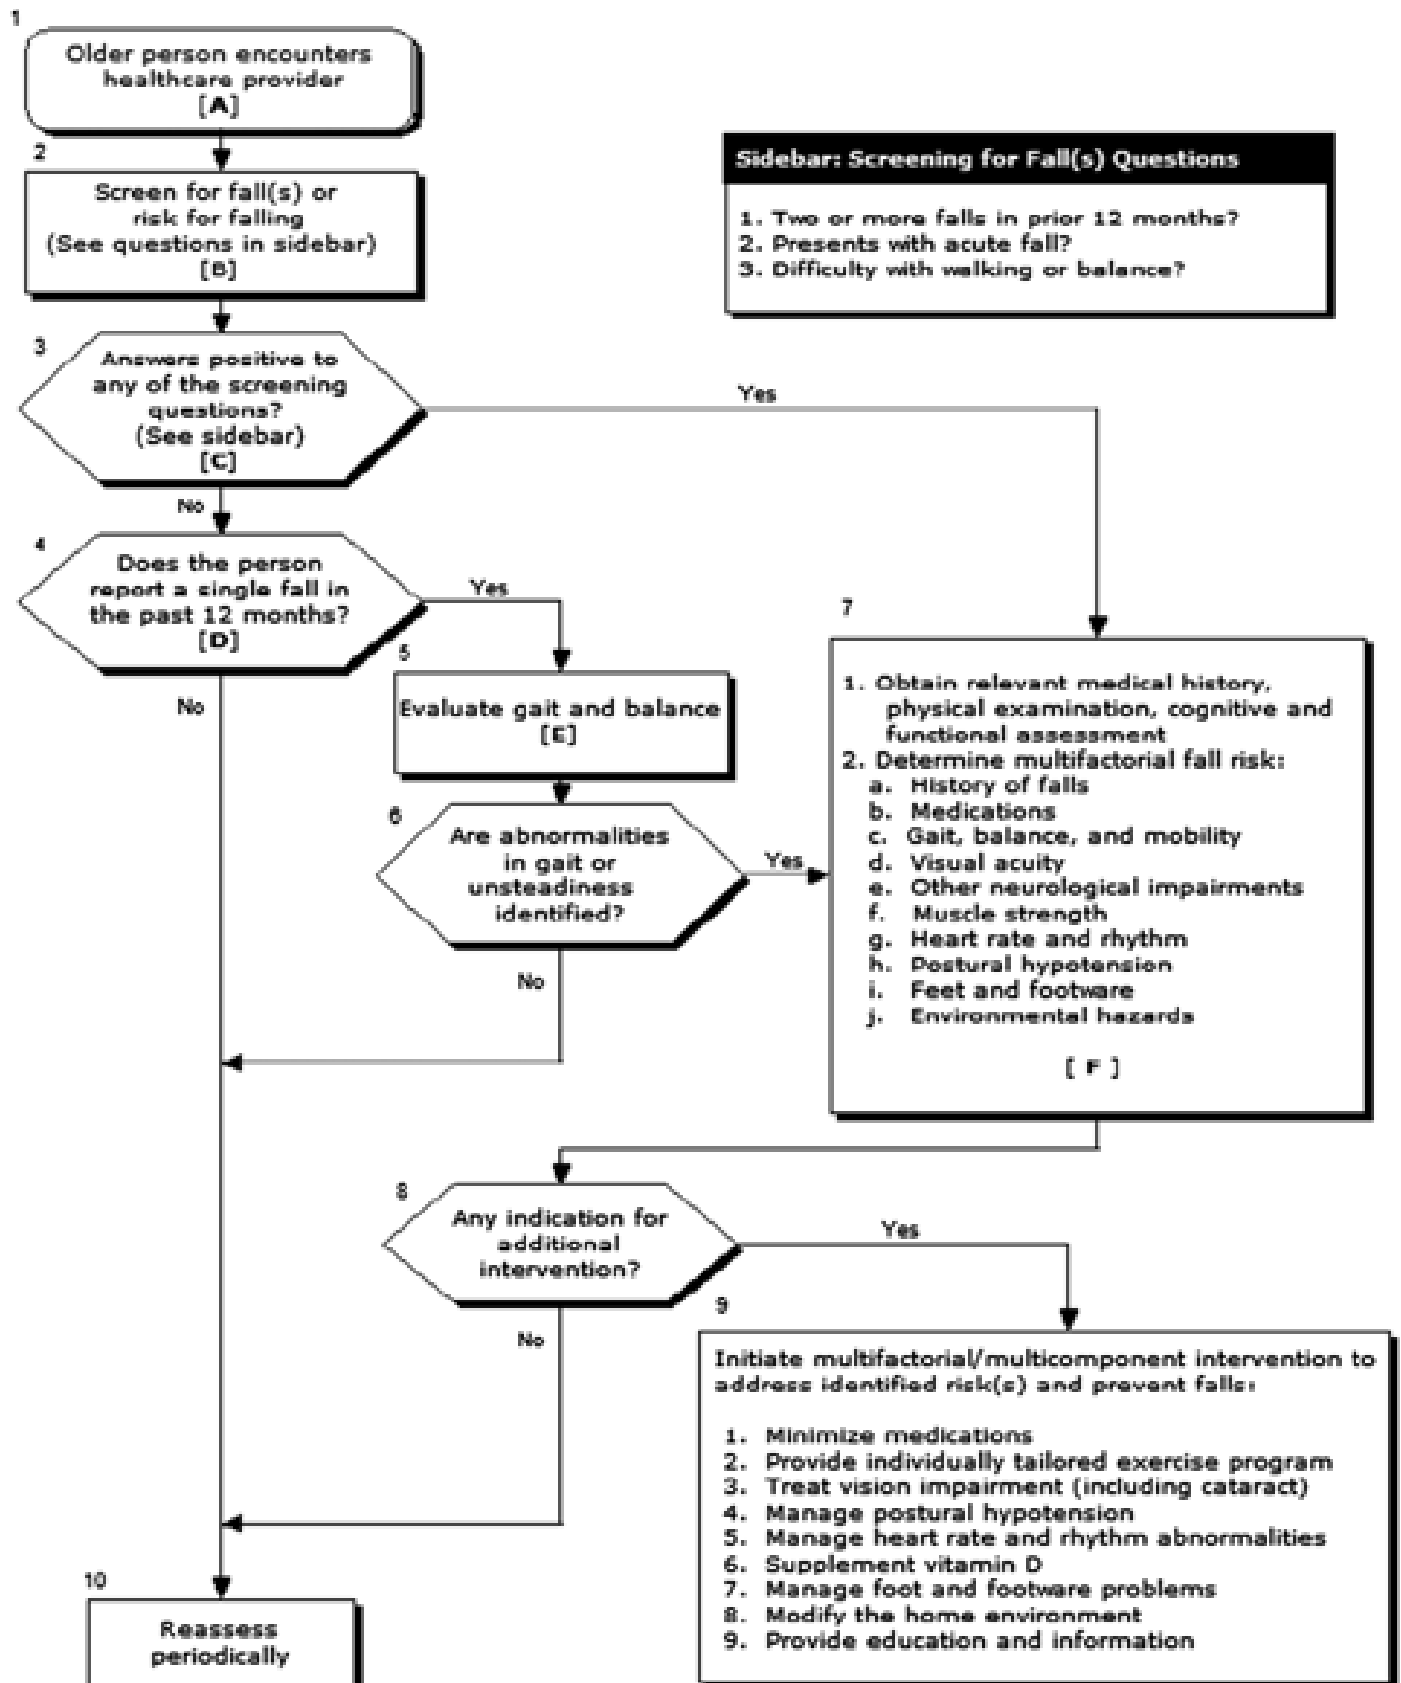 1
Older person encounters
healthcare provider
[A]
2
Screen for fall(s) or
risk for falling
(See questions in sidebar)
[B]
Sidebar: Screening for Fall(s) Questions
1. Two or more falls in prior 12 months?
2. Presents with acute fall?
3. Difficulty with walking or balance?
3
Answers positive to
any of the screening
questions?
(See sidebar)
[C]
Yes
No
4
Does the person
report a single fall in
the past 12 months?
[D]
Yes
No
5
Evaluate gait and balance
[E]
6
Are abnormalities
in gait or
unsteadiness
identified?
Yes
No
7
1. Obtain relevant medical history,
physical examination, cognitive and
functional assessment
2. Determine multifactorial fall risk:
a. History of falls
b. Medications
c. Gait, balance, and mobility
d. Visual acuity
e. Other neurological impairments
f. Muscle strength
g. Heart rate and rhythm
h. Postural hypotension
i. Feet and footware
j. Environmental hazards
[ F ]
8
Any indication for
additional
intervention?
Yes
No
9
Initiate multifactorial/multicomponent intervention to
address identified risk(s) and prevent falls:
1. Minimize medications
2. Provide individually tailored exercise program
3. Treat vision impairment (including cataract)
4. Manage postural hypotension
5. Manage heart rate and rhythm abnormalities
6. Supplement vitamin D
7. Manage foot and footware problems
8. Modify the home environment
9. Provide education and information
10
Reassess
periodically